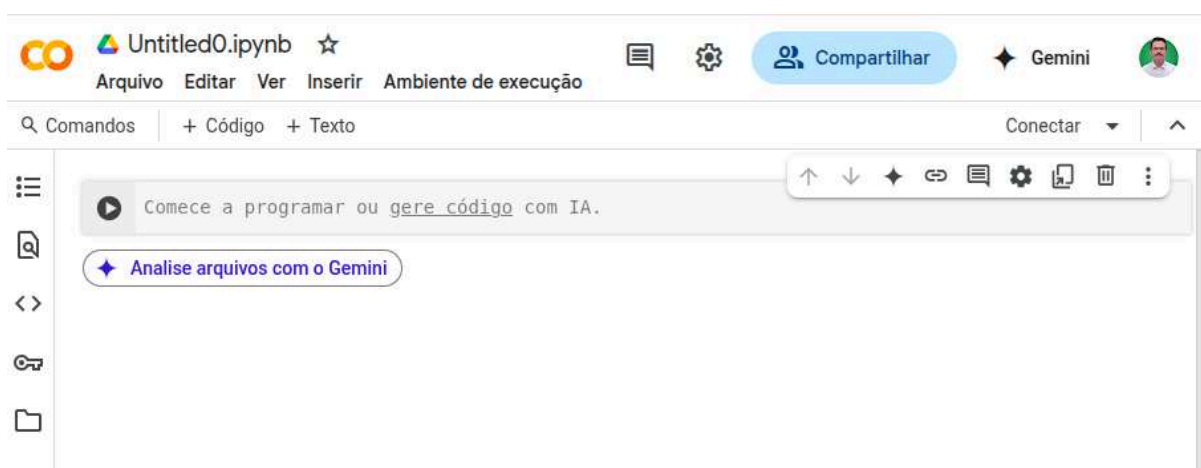 Untitled0.ipynb
Arquivo Editar Ver Inserir Ambiente de execução
Compartilhar
Gemini
Comandos + Código + Texto
Conectar
Comece a programar ou gere código com IA.
Analise arquivos com o Gemini